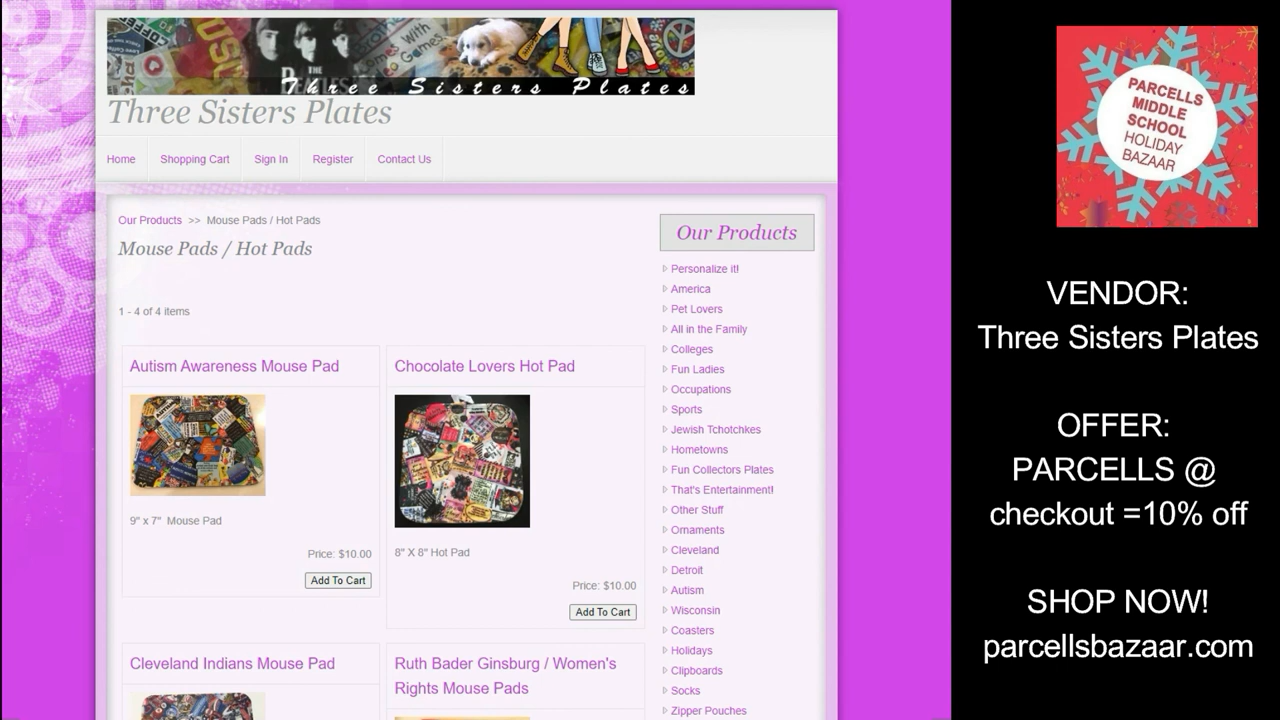 THE
BEATLES
Three Sisters Plates
Three Sisters Plates
Home
Shopping Cart
Sign In
Register
Contact Us
Our Products >> Mouse Pads / Hot Pads
Mouse Pads / Hot Pads
1 - 4 of 4 items
Autism Awareness Mouse Pad
9" x 7" Mouse Pad
Price: $10.00
Add To Cart
Chocolate Lovers Hot Pad
8" X 8" Hot Pad
Price: $10.00
Add To Cart
Cleveland Indians Mouse Pad
Ruth Bader Ginsburg / Women's
Rights Mouse Pads
Our Products
Personalize it!
America
Pet Lovers
All in the Family
Colleges
Fun Ladies
Occupations
Sports
Jewish Tchotchkes
Hometowns
Fun Collectors Plates
That's Entertainment!
Other Stuff
Ornaments
Cleveland
Detroit
Autism
Wisconsin
Coasters
Holidays
Clipboards
Socks
Zipper Pouches
PARCELLS
MIDDLE
SCHOOL
HOLIDAY
BAZAAR
VENDOR:
Three Sisters Plates
OFFER:
PARCELLS @
checkout =10% off
SHOP NOW!
parcellsbazaar.com